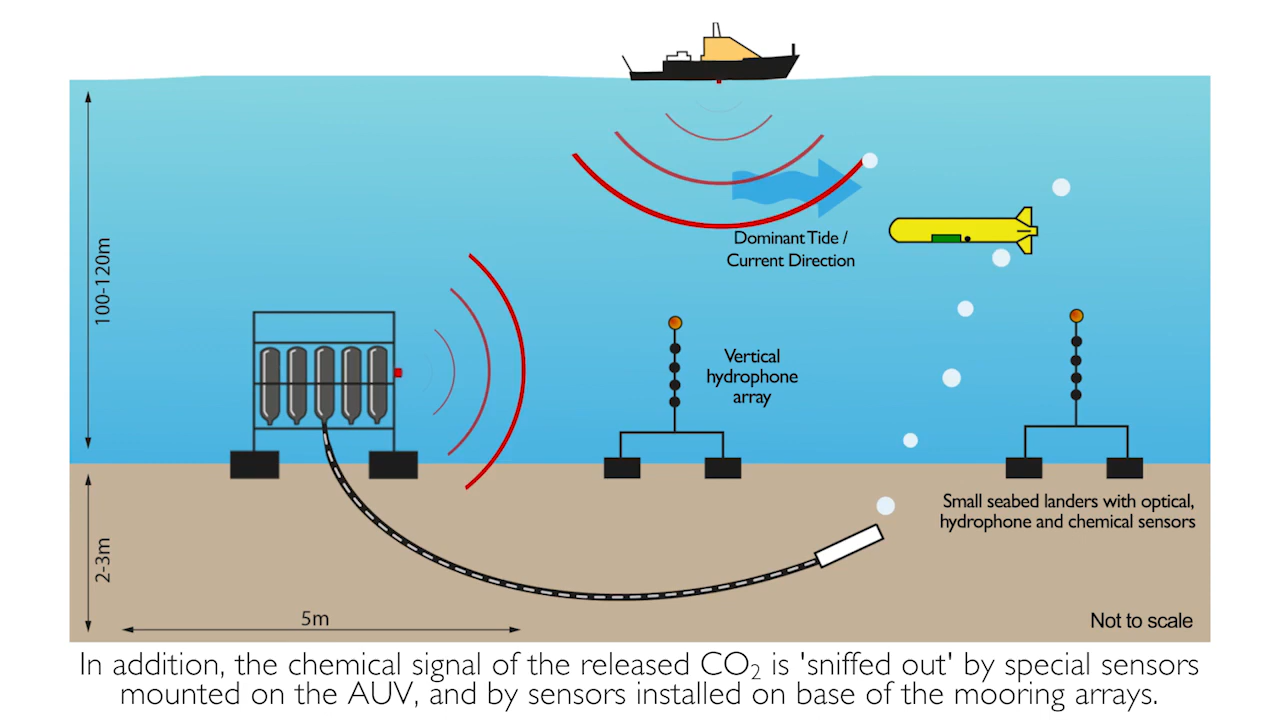 100-120m
Dominant Tide /
Current Direction
Vertical
hydrophone
array
Small seabed landers with optical,
hydrophone and chemical sensors
2-3m
5m
Not to scale
In addition, the chemical signal of the released CO₂ is 'sniffed out' by special sensors
mounted on the AUV, and by sensors installed on base of the mooring arrays.